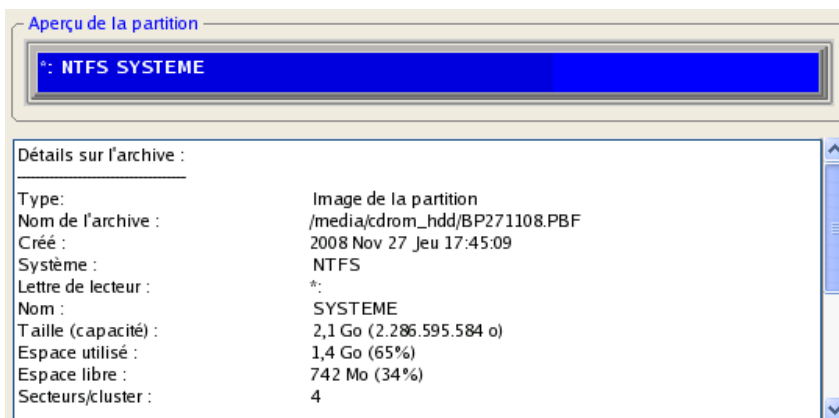 Aperçu de la partition
*: NTFS SYSTEME
Détails sur l'archive :
------------------------------------------
Type: Image de la partition
Nom de l'archive : /media/cdrom_hdd/BP271108.PBF
Créé : 2008 Nov 27 Jeu 17:45:09
Système : NTFS
Lettre de lecteur : *:
Nom : SYSTEME
Taille (capacité) : 2,1 Go (2.286.595.584 o)
Espace utilisé : 1,4 Go (65%)
Espace libre : 742 Mo (34%)
Secteurs/cluster : 4